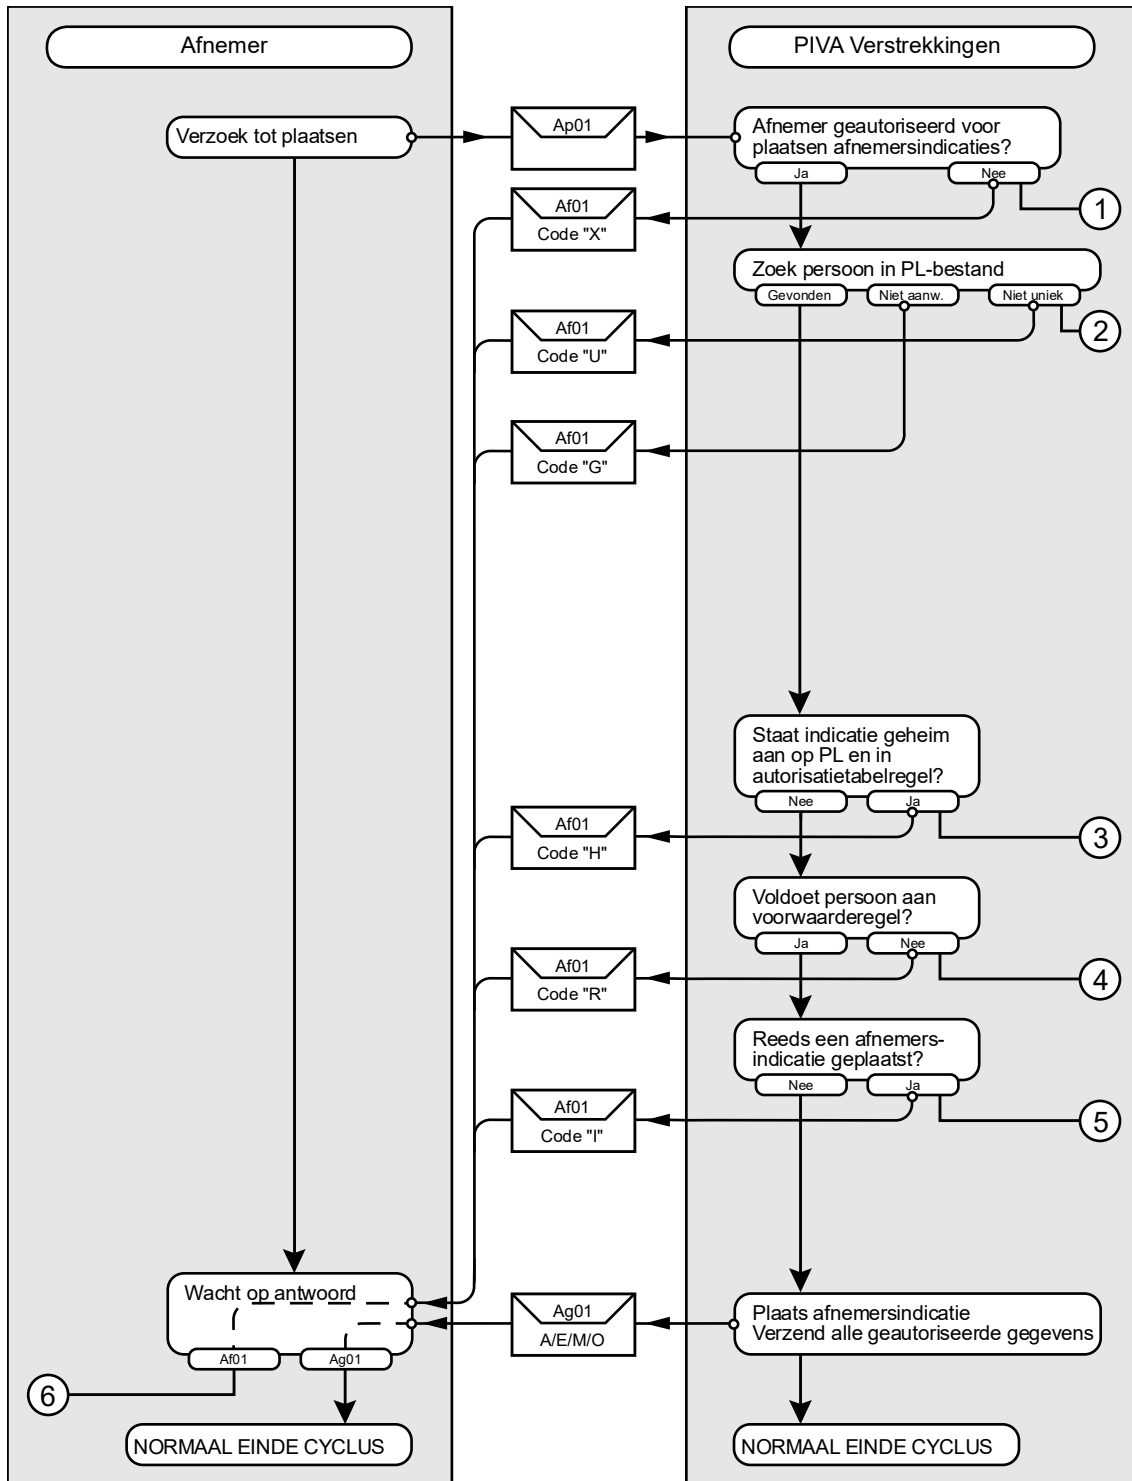 Afnemer
PIVA Verstrekkingen
Verzoek tot plaatsen
Ap01
Afnemer geautoriseerd voor
plaatsen afnemersindicaties?
Ja
Nee
1
Af01
Code "X"
Zoek persoon in PL-bestand
Gevonden
Niet aanw.
Niet uniek
2
Af01
Code "U"
Af01
Code "G"
Staat indicatie geheim
aan op PL en in
autorisatietabelregel?
Nee
Ja
3
Af01
Code "H"
Voldoet persoon aan
voorwaarderegel?
Ja
Nee
4
Af01
Code "R"
Reeds een afnemers-
indicatie geplaatst?
Nee
Ja
5
Af01
Code "I"
Wacht op antwoord
Af01
Ag01
6
Ag01
A/E/M/O
Plaats afnemersindicatie
Verzend alle geautoriseerde gegevens
NORMAAL EINDE CYCLUS
NORMAAL EINDE CYCLUS